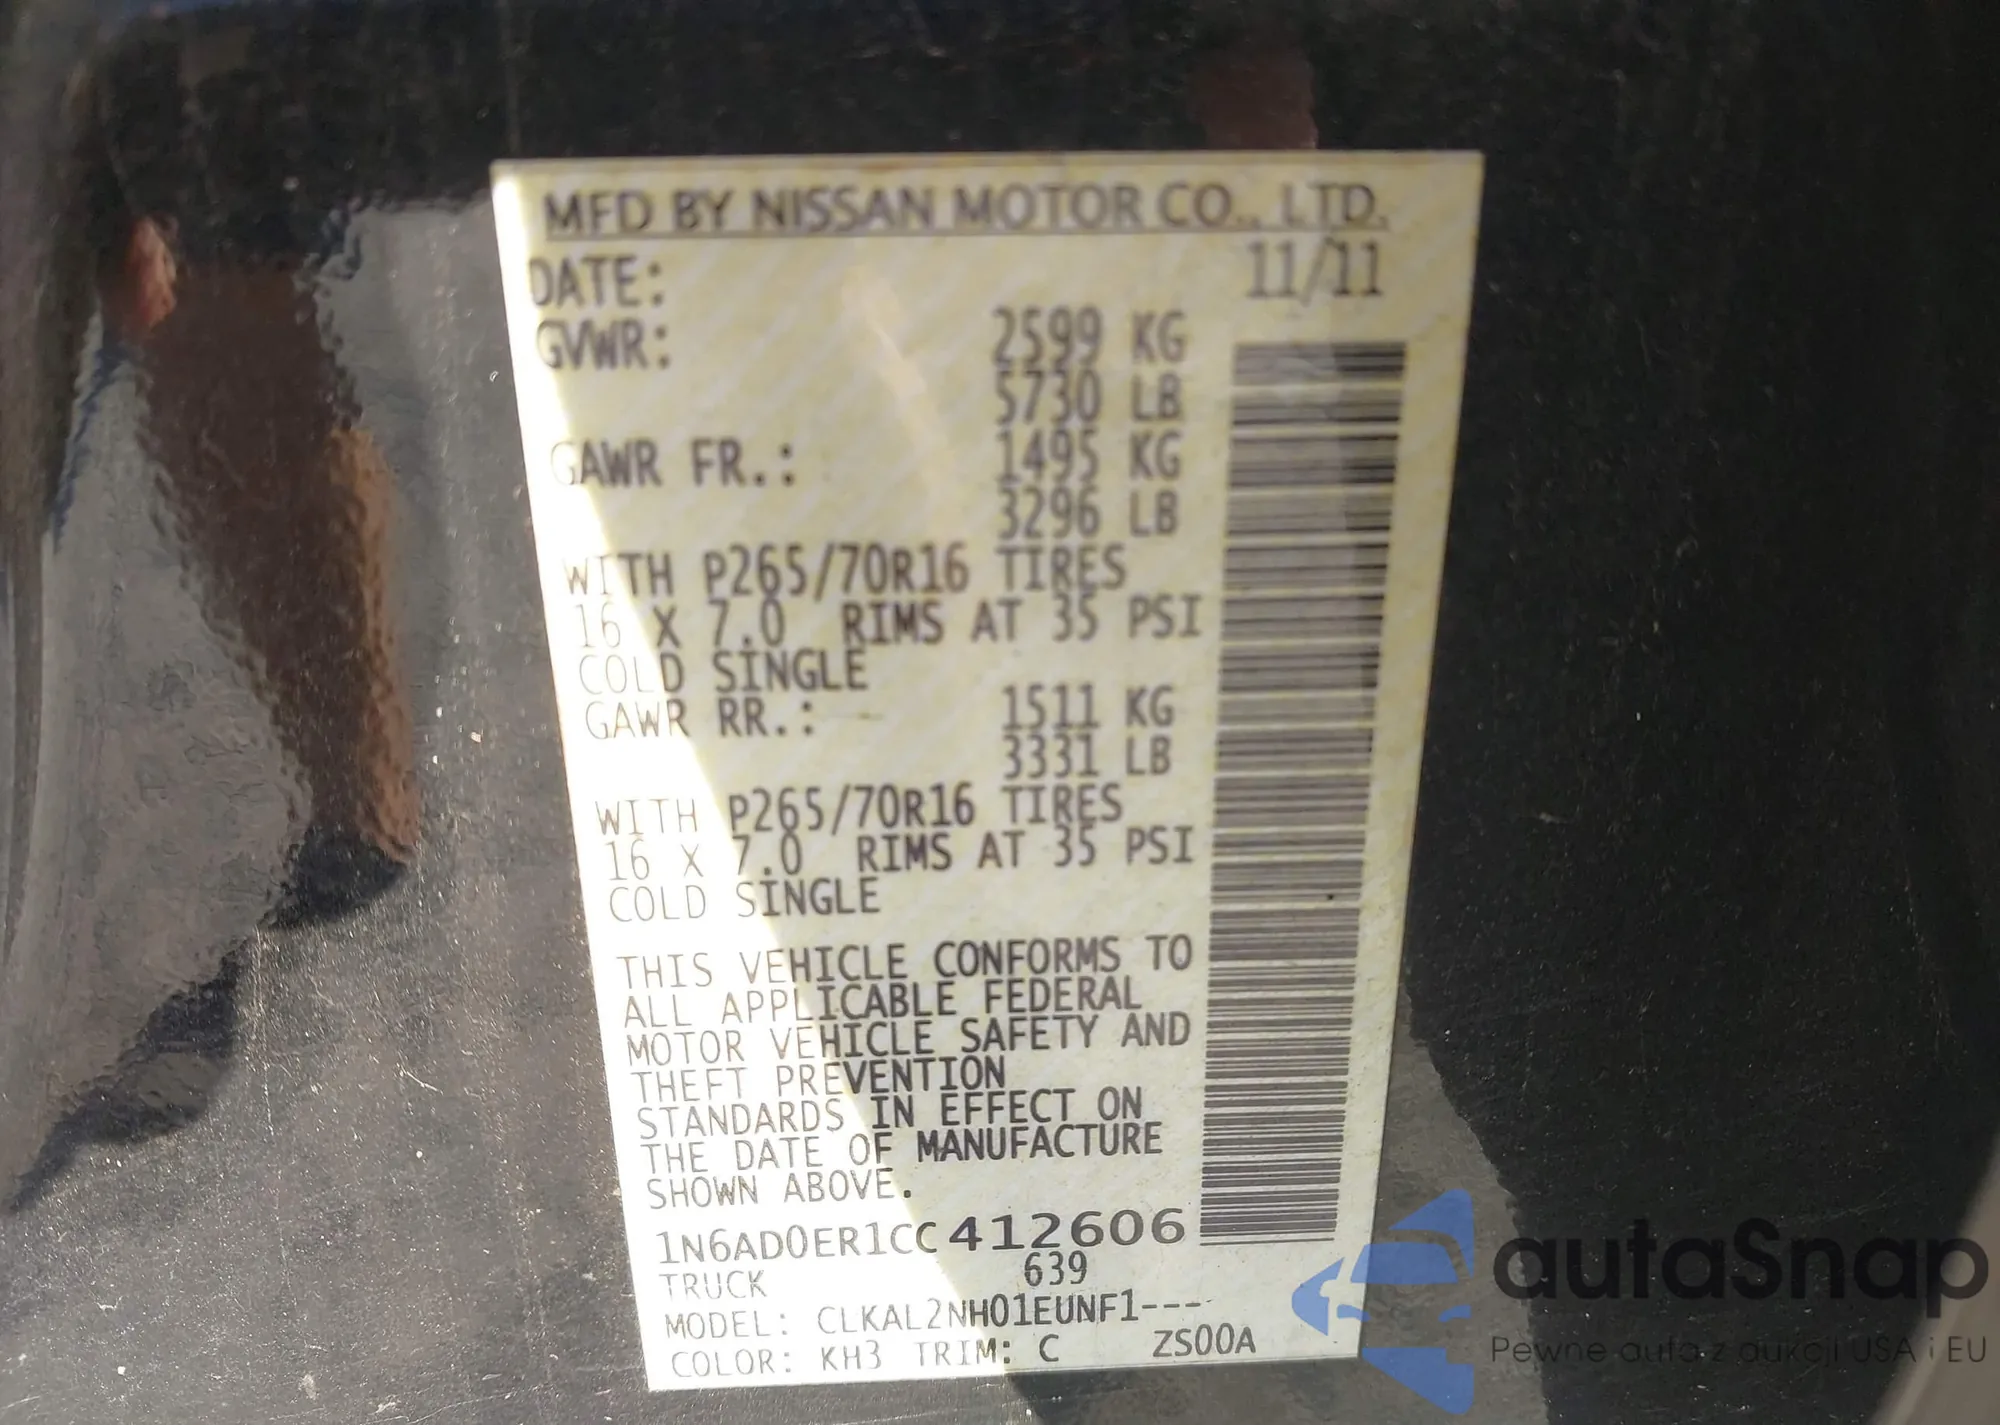 MFD BY NISSAN MOTOR CO., LTD.
DATE: 11/11
GVWR: 2599 KG
5730 LB
GAWR FR.: 1495 KG
3296 LB
WITH P265/70R16 TIRES
16 X 7.0 RIMS AT 35 PSI
COLD SINGLE
GAWR RR.: 1511 KG
3331 LB
WITH P265/70R16 TIRES
16 X 7.0 RIMS AT 35 PSI
COLD SINGLE
THIS VEHICLE CONFORMS TO
ALL APPLICABLE FEDERAL
MOTOR VEHICLE SAFETY AND
THEFT PREVENTION
STANDARDS IN EFFECT ON
THE DATE OF MANUFACTURE
SHOWN ABOVE.
1N6AD0ER1CC412606
TRUCK 639
MODEL: CLKAL2NH01EUNF1---
COLOR: KH3 TRIM: C ZS00A
autaSnap
Pewne auta z aukcji USA i EU